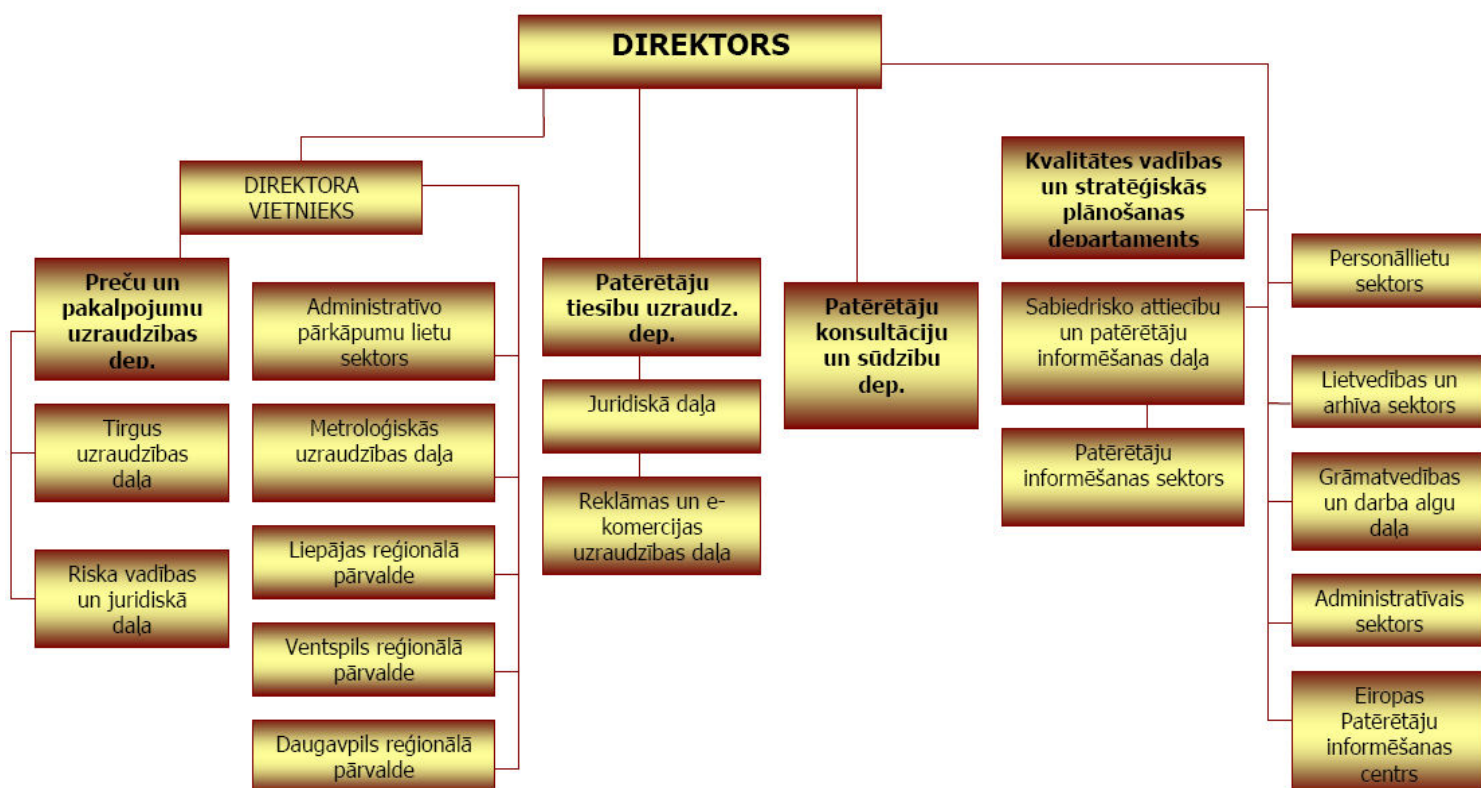 DIREKTORS
DIREKTORA
VIETNIEKS
Preču un
pakalpojumu
uzraudzības
dep.
Tirgus
uzraudzības
daļa
Riska vadības
un juridiskā
daļa
Administratīvo
pārkāpumu lietu
sektors
Metroloģiskās
uzraudzības daļa
Liepājas reģionālā
pārvalde
Ventspils reģionālā
pārvalde
Daugavpils reģionālā
pārvalde
Patērētāju
tiesību uzraudz.
dep.
Juridiskā daļa
Reklāmas un e-
komercijas
uzraudzības daļa
Patērētāju
konsultāciju
un sūdzību
dep.
Kvalitātes vadības
un stratēģiskās
plānošanas
departaments
Sabiedrisko attiecību
un patērētāju
informēšanas daļa
Patērētāju
informēšanas sektors
Personāllietu
sektors
Lietvedības un
arhīva sektors
Grāmatvedības
un darba algu
daļa
Administratīvais
sektors
Eiropas
Patērētāju
informēšanas
centrs